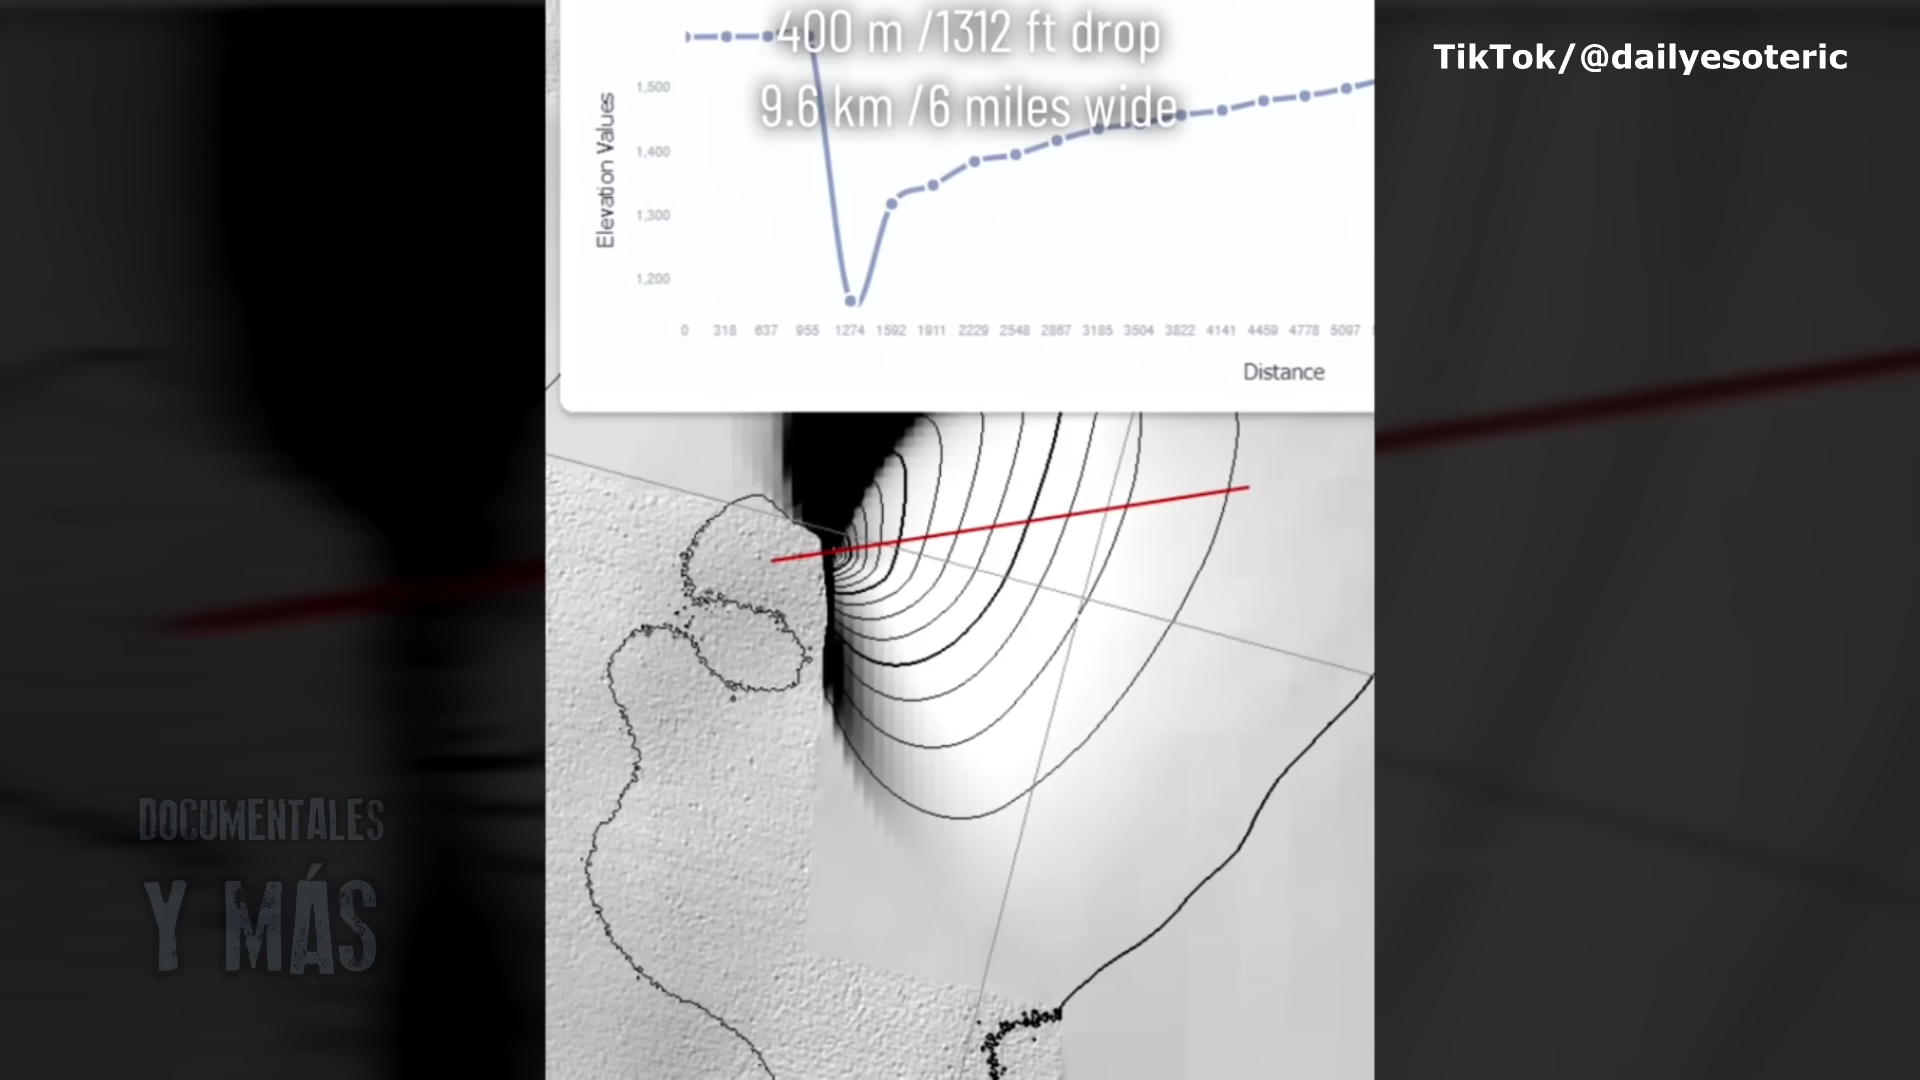 400 m /1312 ft drop
9.6 km /6 miles wide
TikTok/@dailyesoteric
Elevation Values
1,500
1,400
1,300
1,200
0 318 637 955 1274 1592 1911 2229 2548 2867 3185 3504 3822 4141 4459 4778 5097
Distance
DOCUMENTALES
Y MÁS